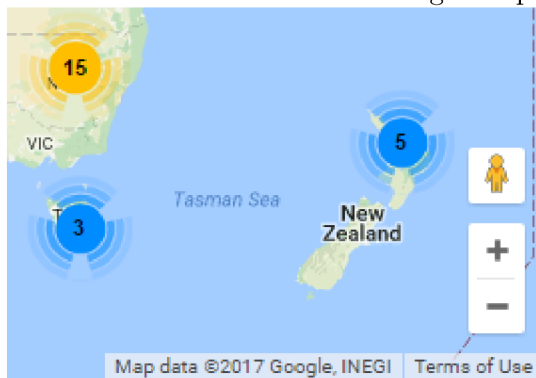 15
VIC
5
T
3
Tasman Sea
New
Zealand
+
−
Map data ©2017 Google, INEGI
Terms of Use